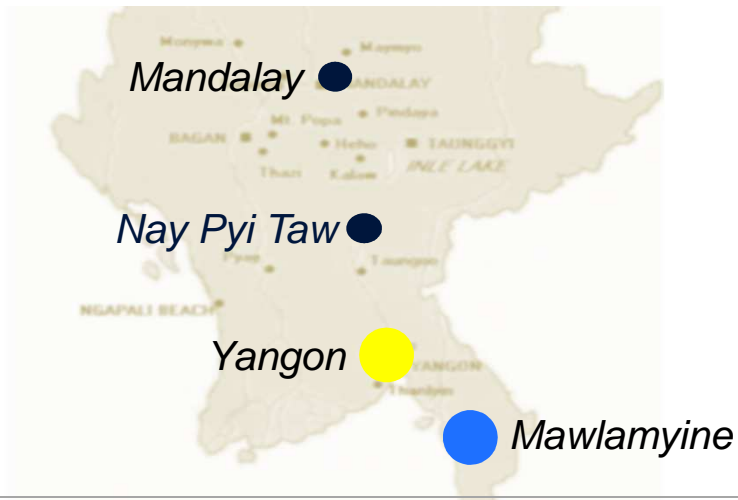 Monywa
Maymyo
Mandalay
MANDALAY
Mt. Popa
Pindaya
BAGAN
Heho
TAUNGGYI
INLE LAKE
Thazi
Kalaw
Nay Pyi Taw
Pyay
Taungoo
NGAPALI BEACH
Yangon
YANGON
Thanlyin
Mawlamyine